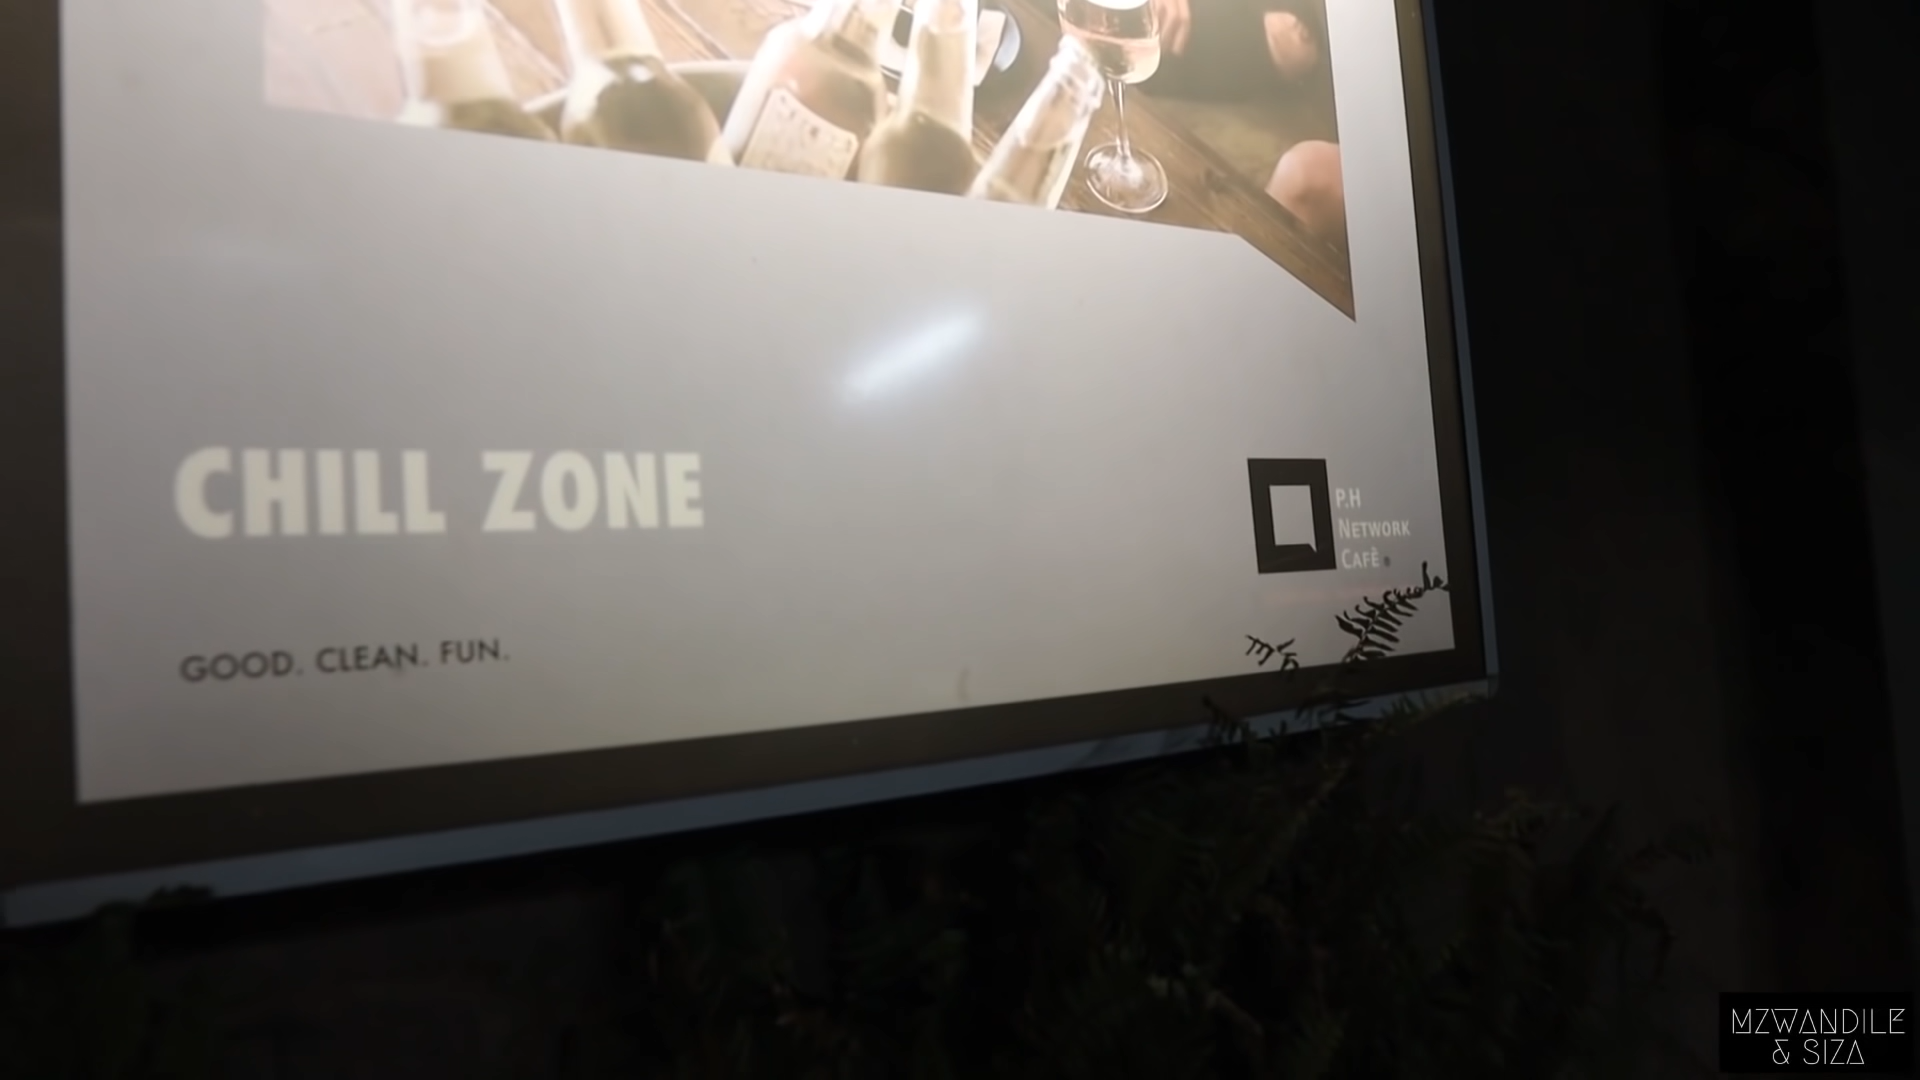 CHILL ZONE
GOOD. CLEAN. FUN.
P.H
NETWORK
CAFÈ
MZWANDILE
& SIZA